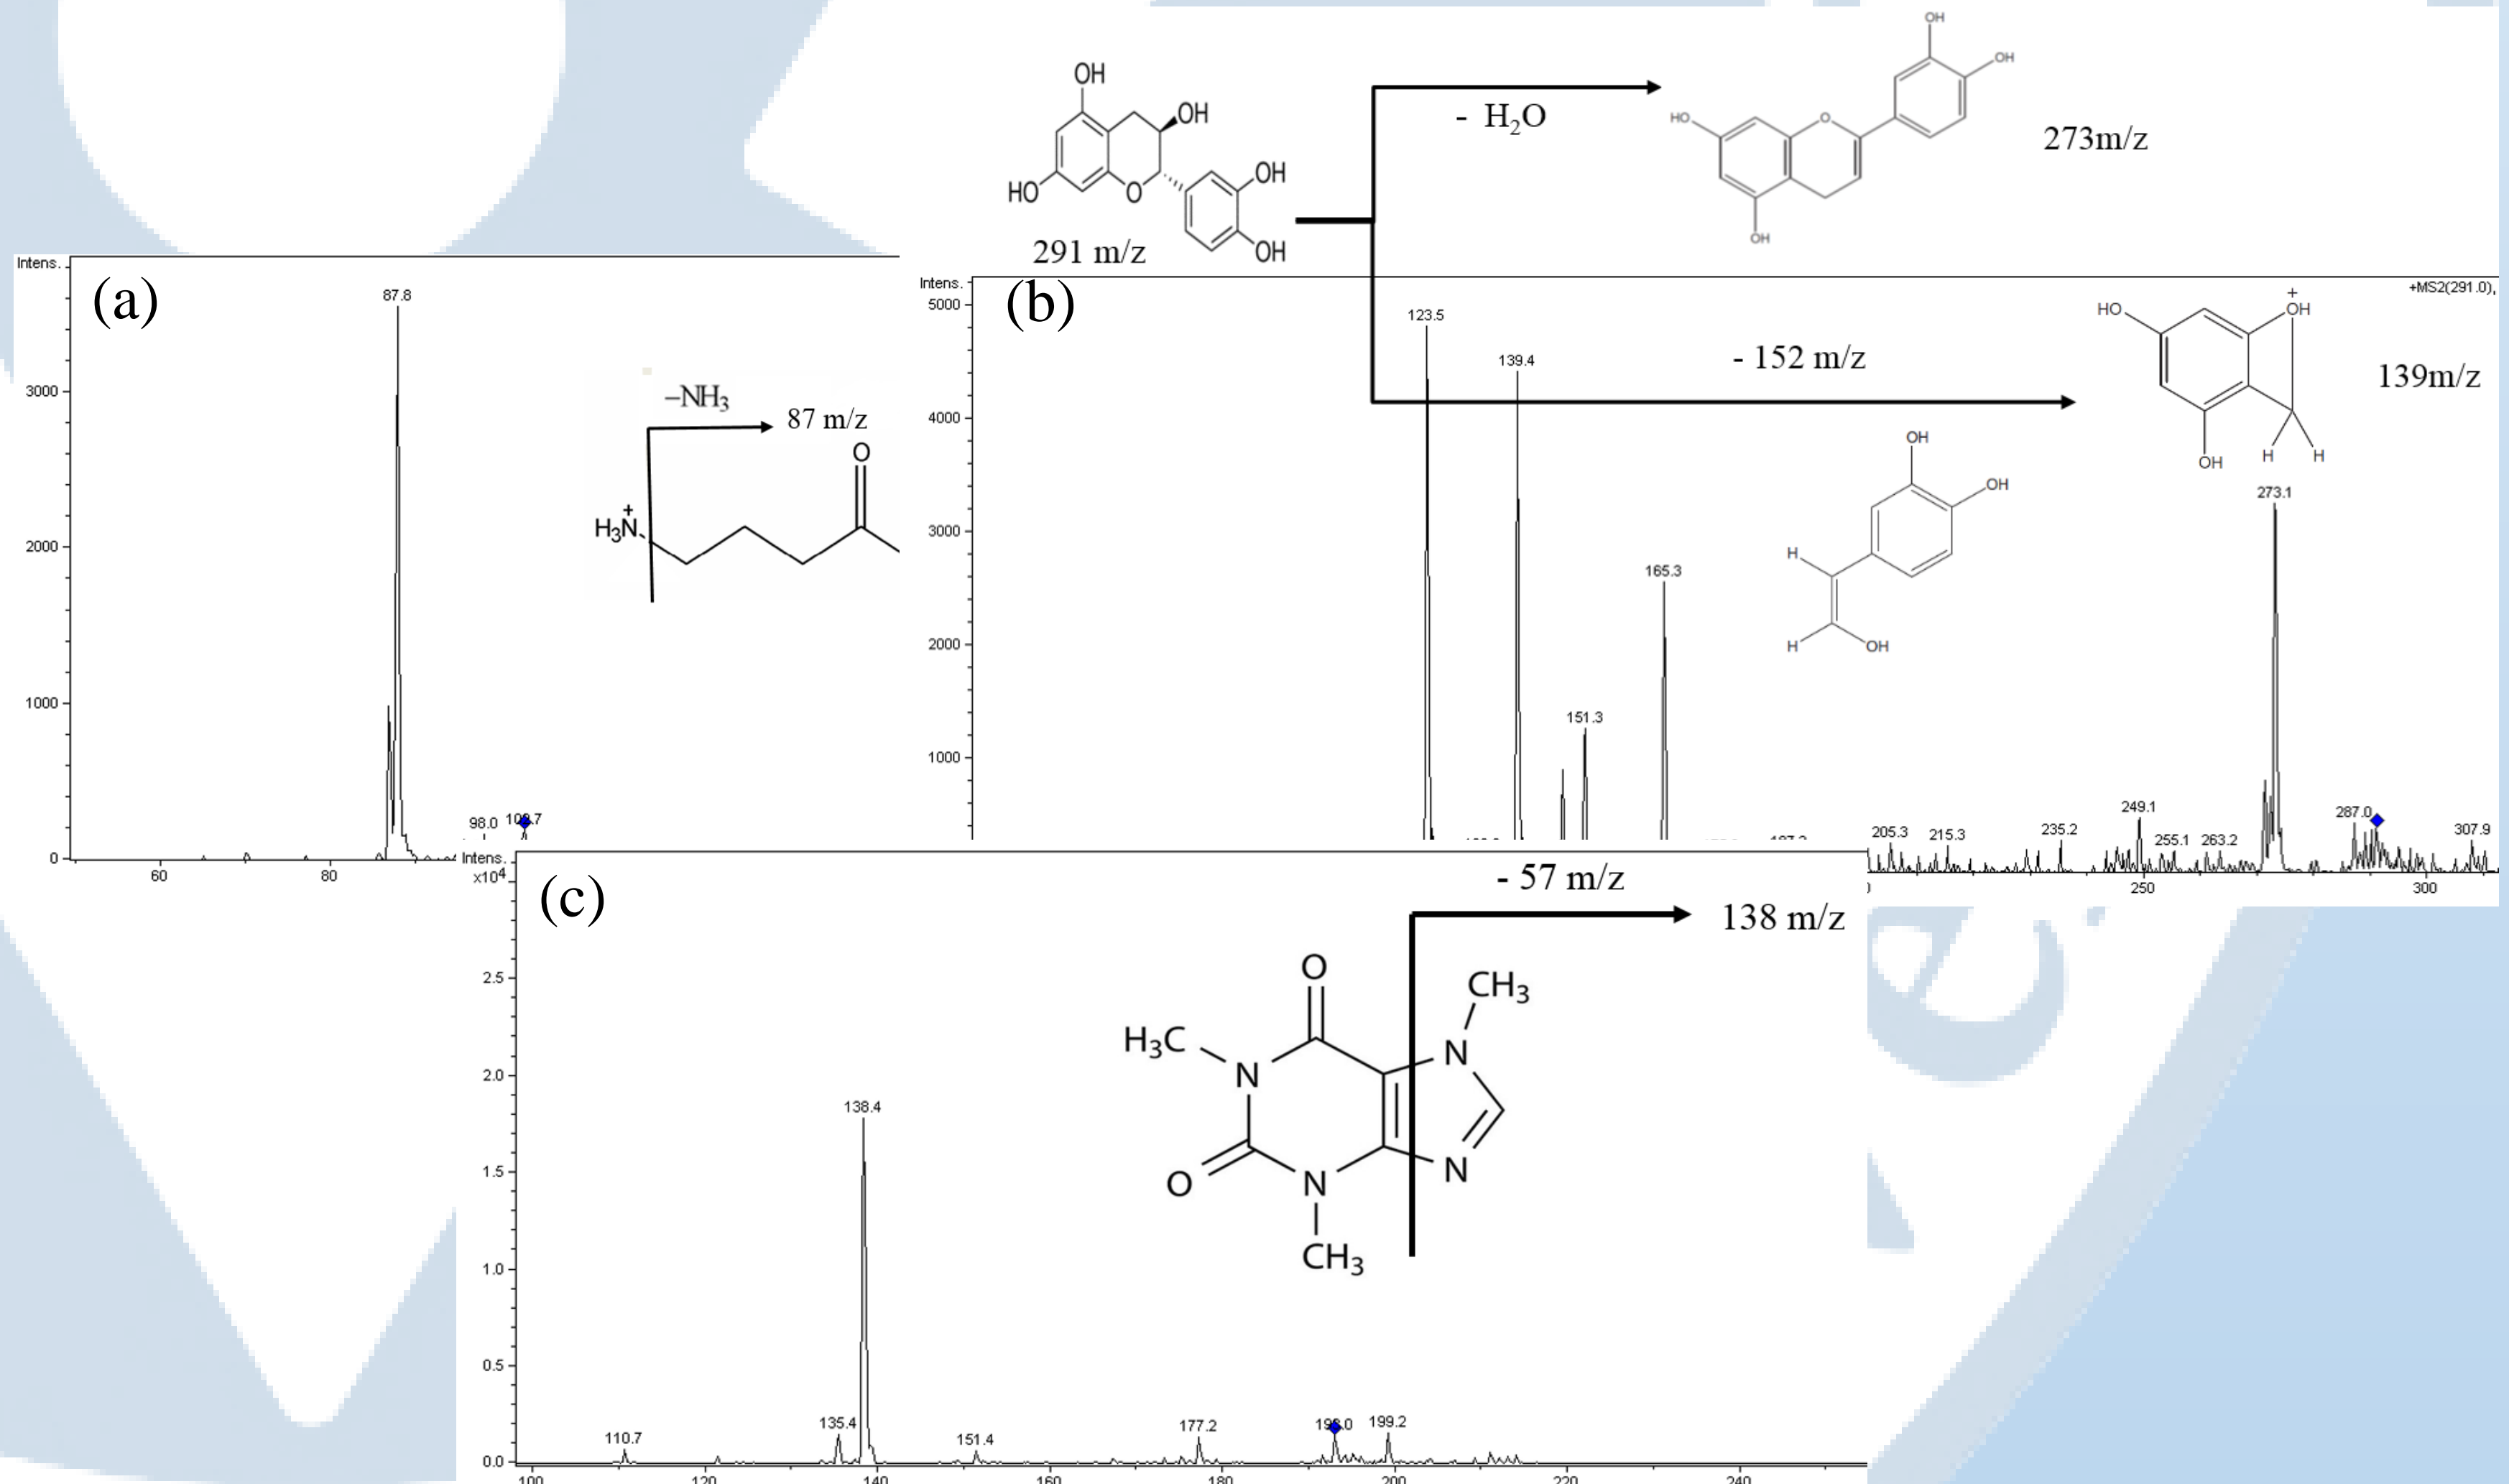 OH
OH
OH
OH
HO
O
OH
291 m/z
- H₂O
OH
OH
HO
O
OH
273m/z
Intens.
(a)
87.8
3000
2000
1000
0
60
80
98.0
–NH₃
87 m/z
O
+
H₃N
Intens.
(b)
+MS2(291.0),
5000
4000
3000
2000
1000
123.5
139.4
151.3
165.3
- 152 m/z
+
HO
OH
OH
H
H
139m/z
OH
OH
H
H
OH
273.1
205.3
215.3
235.2
249.1
255.1
263.2
287.0
307.9
250
300
Intens.
x10⁴
(c)
- 57 m/z
138 m/z
O
CH₃
H₃C
N
N
O
N
N
CH₃
2.5
2.0
1.5
1.0
0.5
0.0
138.4
110.7
135.4
151.4
177.2
199.2
100
120
140
160
180
200
220
240